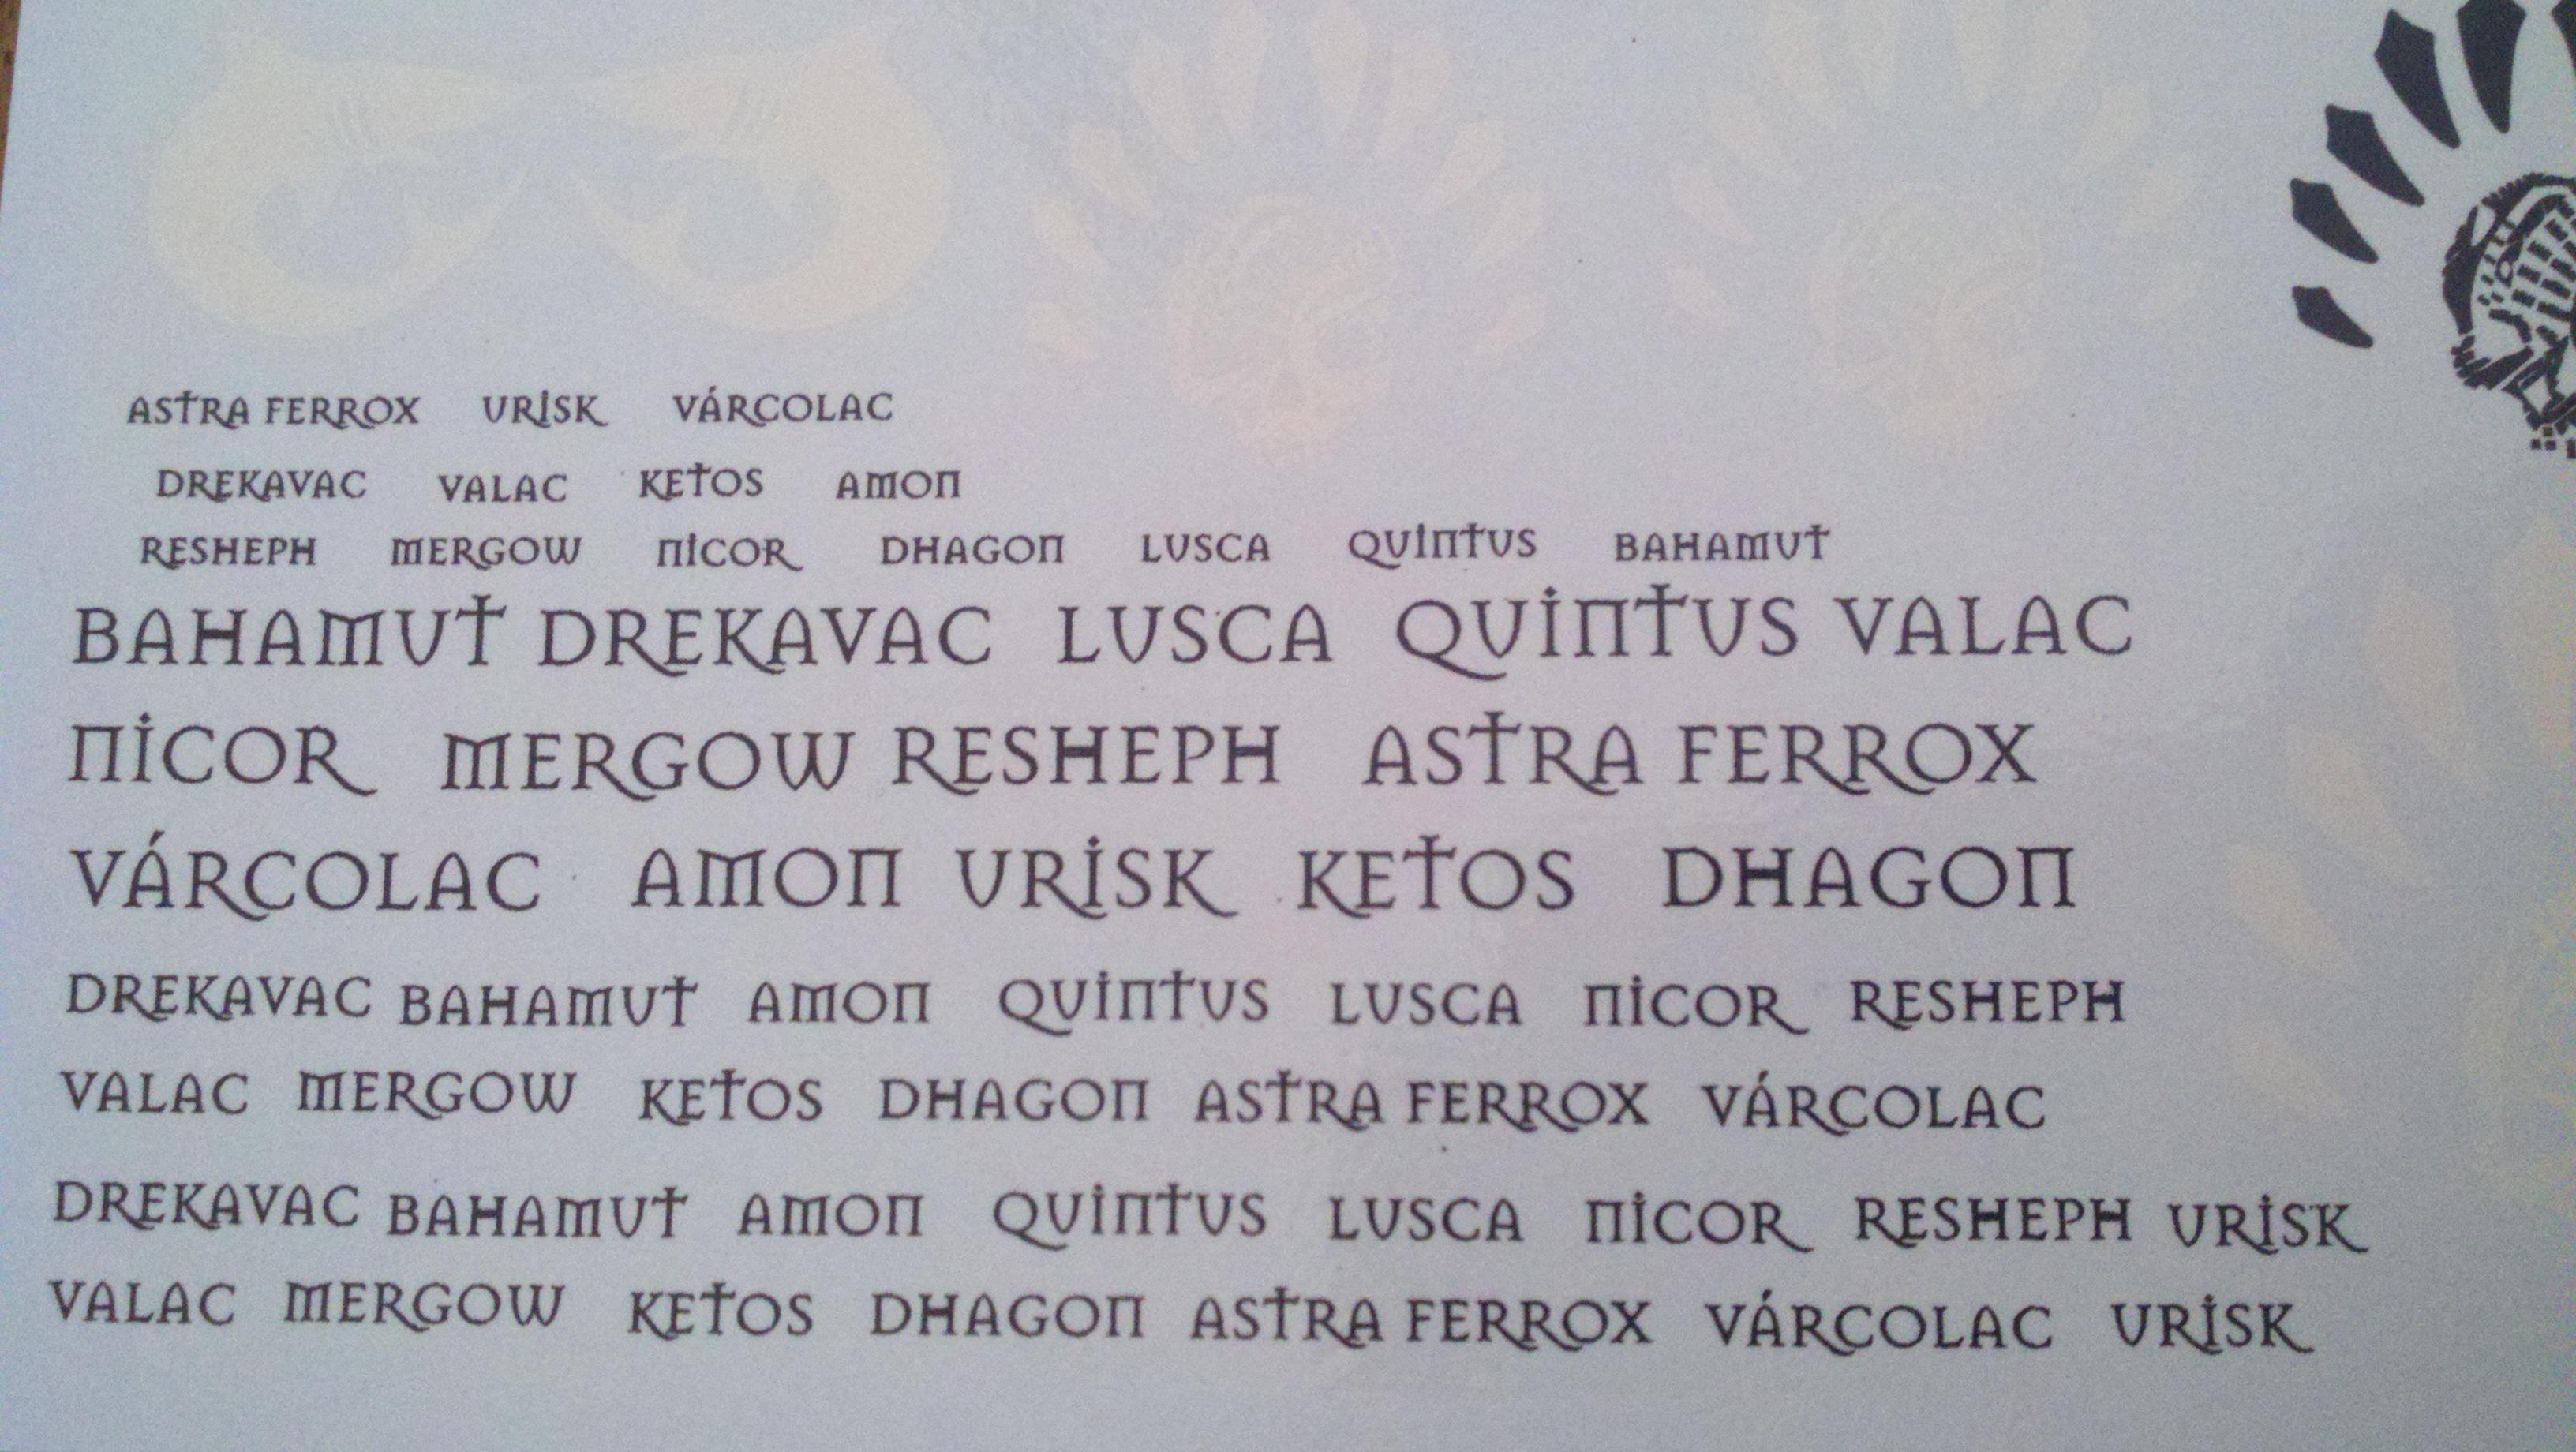 ASTRA FERROX URISK VÁRCOLAC
DREKAVAC VALAC KETOS AMON
RESHEPH MERGOW NICOR DHAGON LUSCA QUINTUS BAHAMUT
BAHAMUT DREKAVAC LUSCA QUINTUS VALAC
NICOR MERGOW RESHEPH ASTRA FERROX
VÁRCOLAC AMON URISK KETOS DHAGON
DREKAVAC BAHAMUT AMON QUINTUS LUSCA NICOR RESHEPH
VALAC MERGOW KETOS DHAGON ASTRA FERROX VÁRCOLAC
DREKAVAC BAHAMUT AMON QUINTUS LUSCA NICOR RESHEPH URISK
VALAC MERGOW KETOS DHAGON ASTRA FERROX VÁRCOLAC URISK